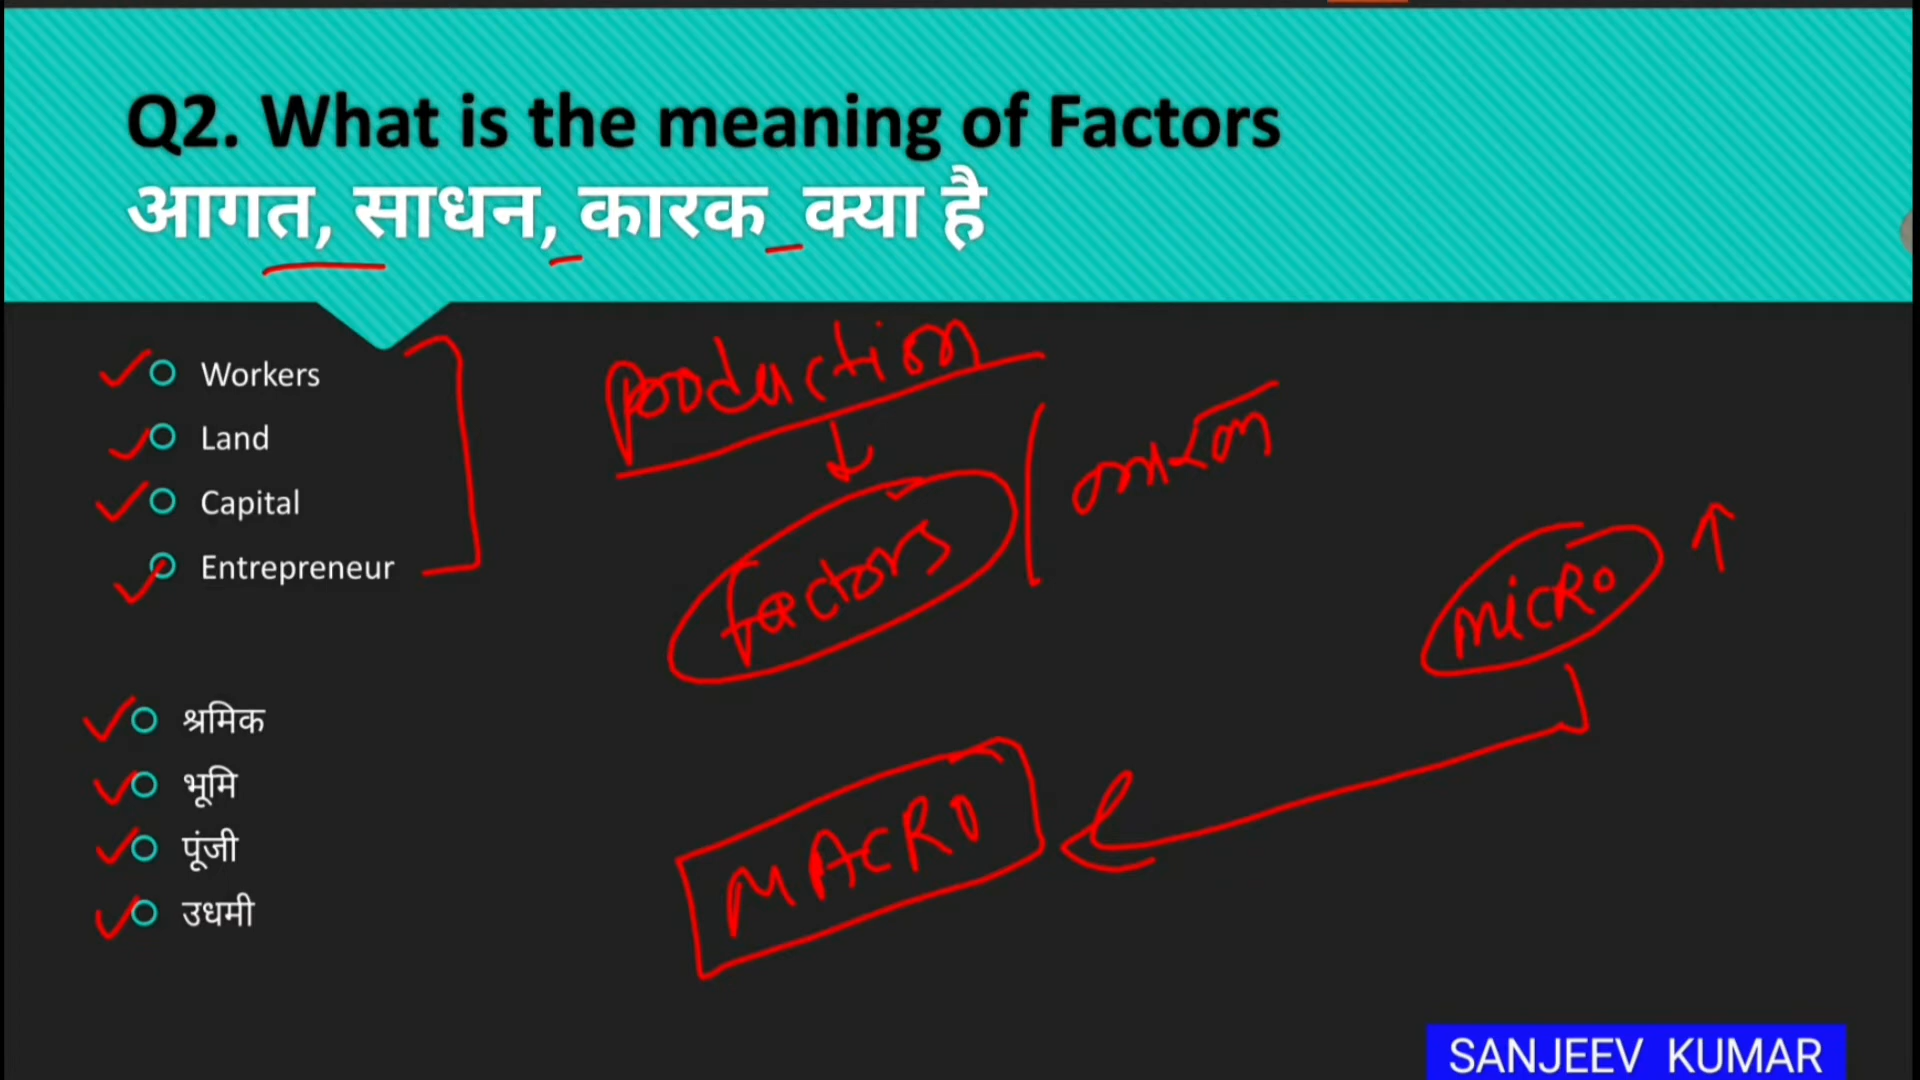 Q2. What is the meaning of Factors
आगत, साधन, कारक क्या है
Workers
Land
Capital
Entrepreneur
श्रमिक
भूमि
पूंजी
उधमी
production
factors
कारक
MICRO
MACRO
SANJEEV KUMAR